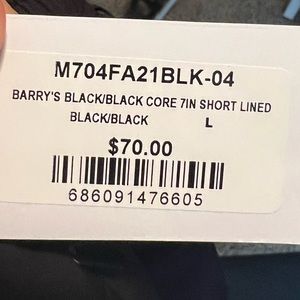 M704FA21BLK-04
BARRY'S BLACK/BLACK CORE 7IN SHORT LINED
BLACK/BLACK L
$70.00
686091476605